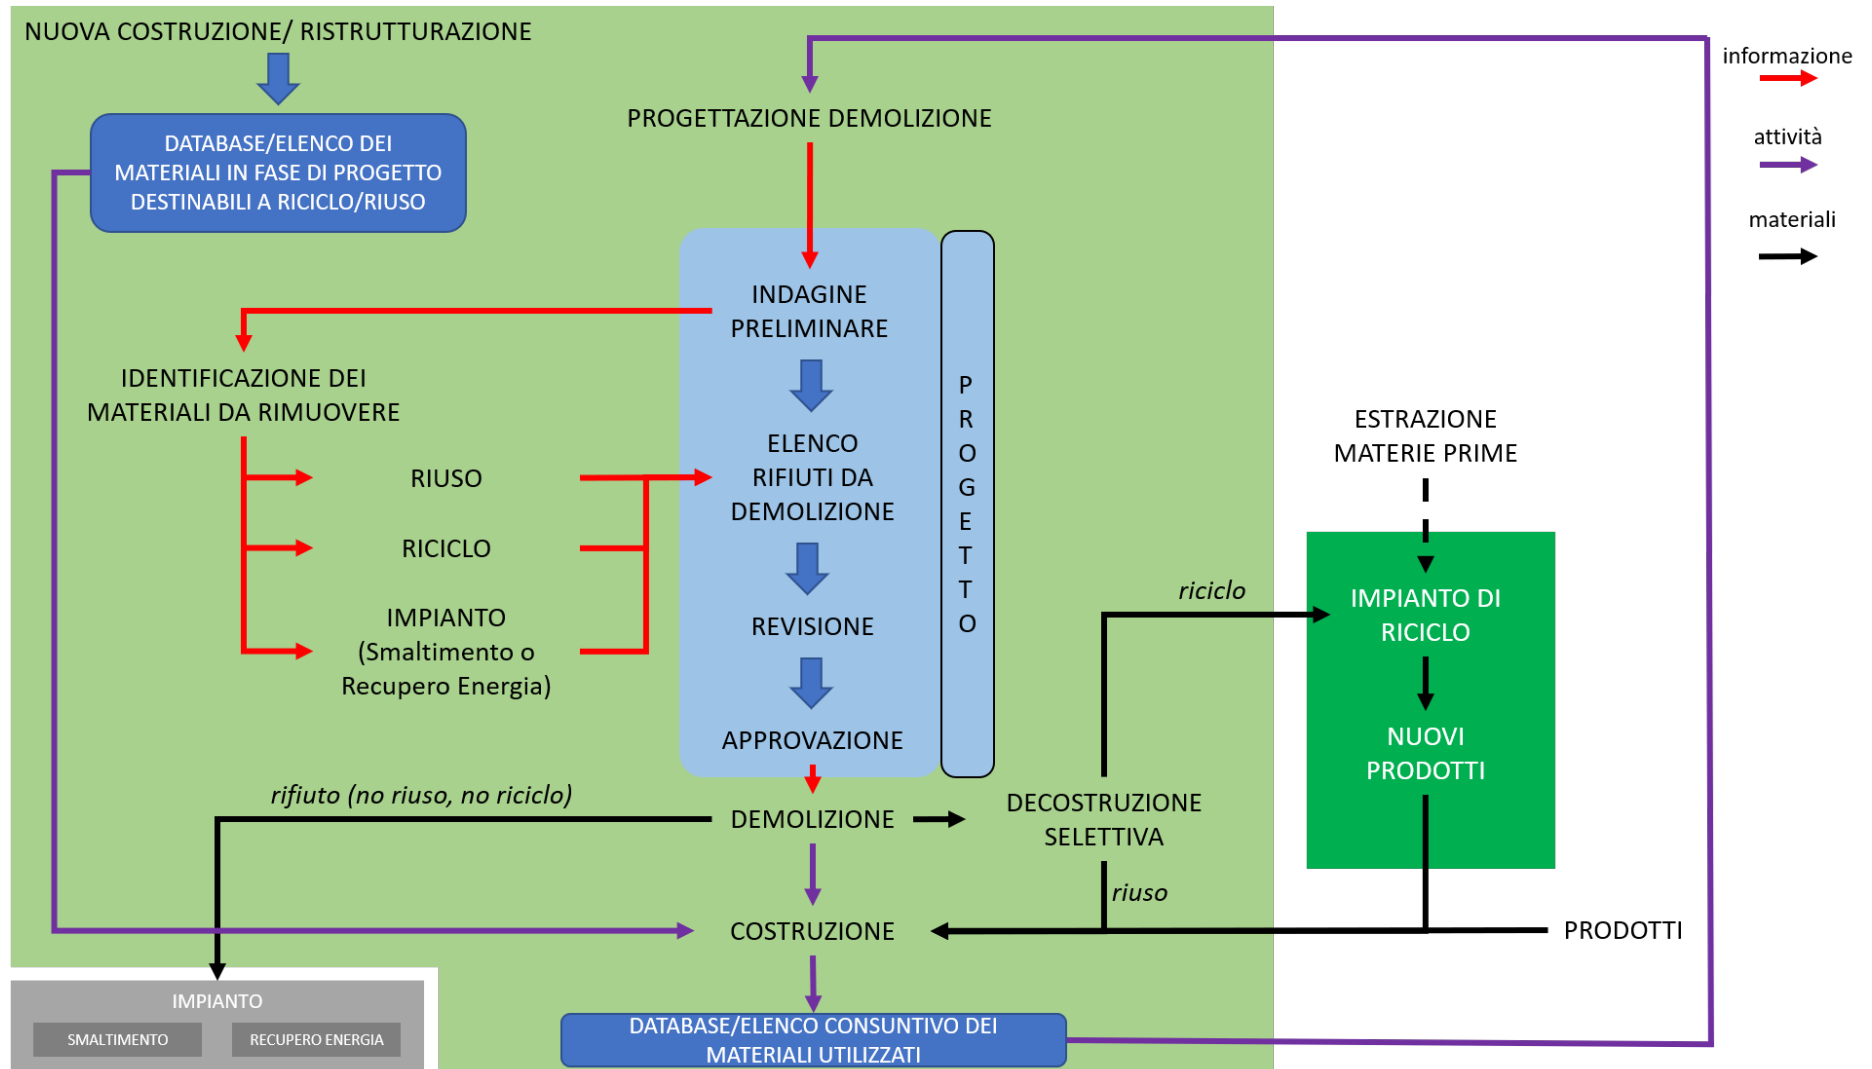 NUOVA COSTRUZIONE/ RISTRUTTURAZIONE
DATABASE/ELENCO DEI
MATERIALI IN FASE DI PROGETTO
DESTINABILI A RICICLO/RIUSO
PROGETTAZIONE DEMOLIZIONE
informazione
attività
materiali
INDAGINE
PRELIMINARE
IDENTIFICAZIONE DEI
MATERIALI DA RIMUOVERE
RIUSO
RICICLO
IMPIANTO
(Smaltimento o
Recupero Energia)
ELENCO
RIFIUTI DA
DEMOLIZIONE
REVISIONE
APPROVAZIONE
P
R
O
G
E
T
T
O
ESTRAZIONE
MATERIE PRIME
riciclo
IMPIANTO DI
RICICLO
NUOVI
PRODOTTI
rifiuto (no riuso, no riciclo)
DEMOLIZIONE
DECOSTRUZIONE
SELETTIVA
riuso
COSTRUZIONE
PRODOTTI
IMPIANTO
SMALTIMENTO
RECUPERO ENERGIA
DATABASE/ELENCO CONSUNTIVO DEI
MATERIALI UTILIZZATI